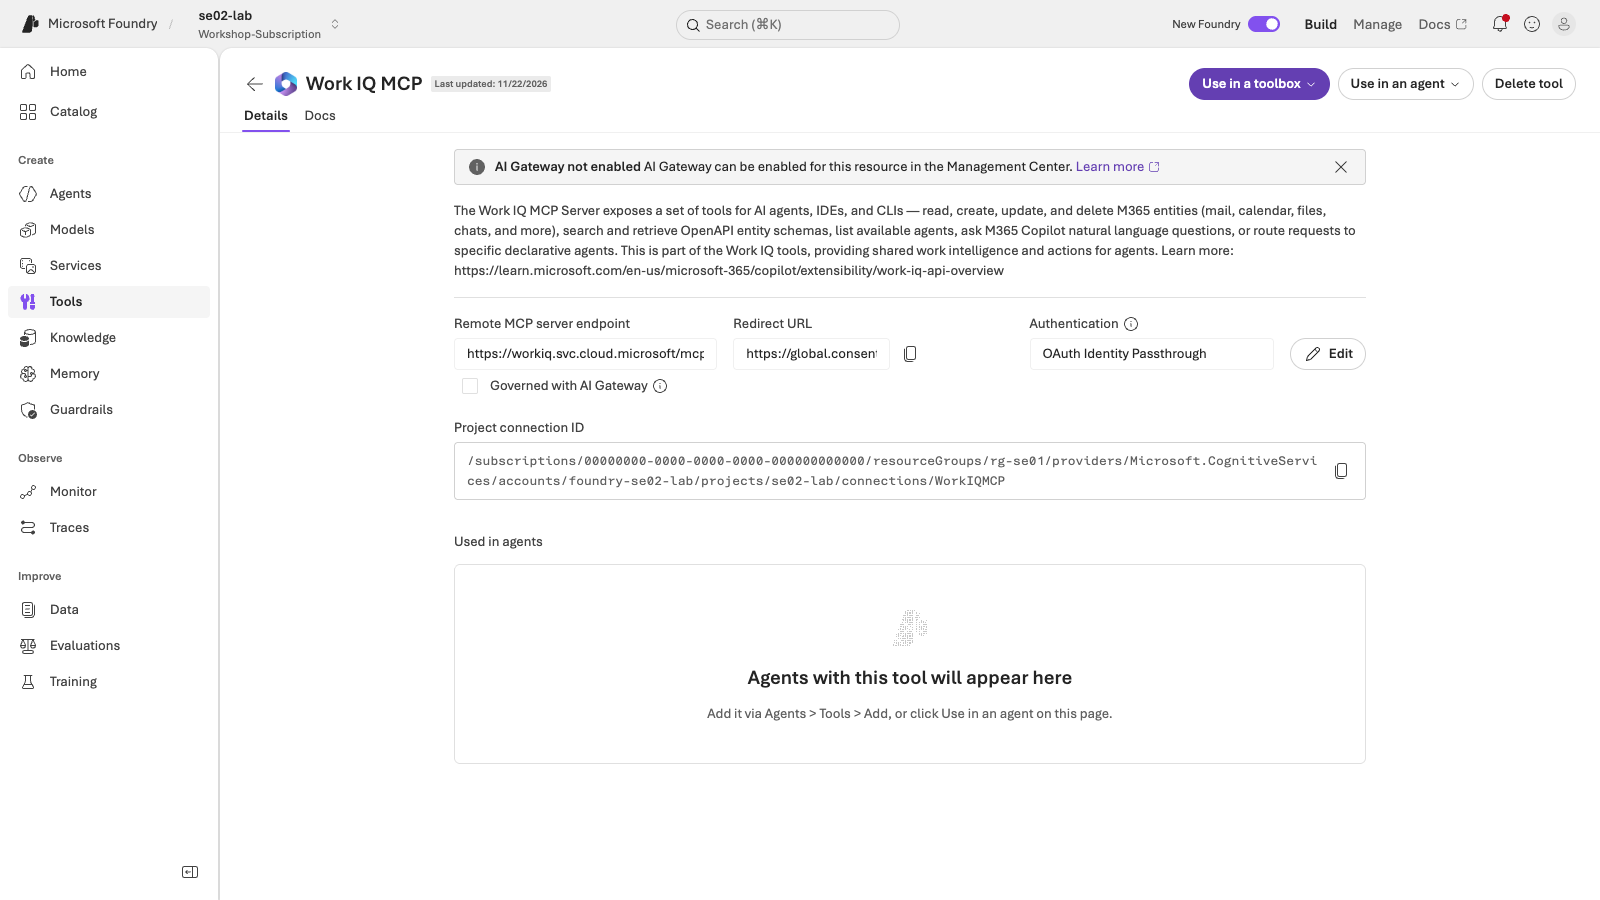 Microsoft Foundry
/
se02-lab
Workshop-Subscription
Search (⌘K)
New Foundry
Build
Manage
Docs
Home
Catalog
Create
Agents
Models
Services
Tools
Knowledge
Memory
Guardrails
Observe
Monitor
Traces
Improve
Data
Evaluations
Training
Work IQ MCP
Last updated: 11/22/2026
Use in a toolbox
Use in an agent
Delete tool
Details
Docs
AI Gateway not enabled AI Gateway can be enabled for this resource in the Management Center. Learn more
The Work IQ MCP Server exposes a set of tools for AI agents, IDEs, and CLIs — read, create, update, and delete M365 entities (mail, calendar, files,
chats, and more), search and retrieve OpenAPI entity schemas, list available agents, ask M365 Copilot natural language questions, or route requests to
specific declarative agents. This is part of the Work IQ tools, providing shared work intelligence and actions for agents. Learn more:
https://learn.microsoft.com/en-us/microsoft-365/copilot/extensibility/work-iq-api-overview
Remote MCP server endpoint
Redirect URL
Authentication
https://workiq.svc.cloud.microsoft/mcp
https://global.consent
OAuth Identity Passthrough
Edit
Governed with AI Gateway
Project connection ID
/subscriptions/00000000-0000-0000-0000-000000000000/resourceGroups/rg-se01/providers/Microsoft.CognitiveServi
ces/accounts/foundry-se02-lab/projects/se02-lab/connections/WorkIQMCP
Used in agents
Agents with this tool will appear here
Add it via Agents > Tools > Add, or click Use in an agent on this page.